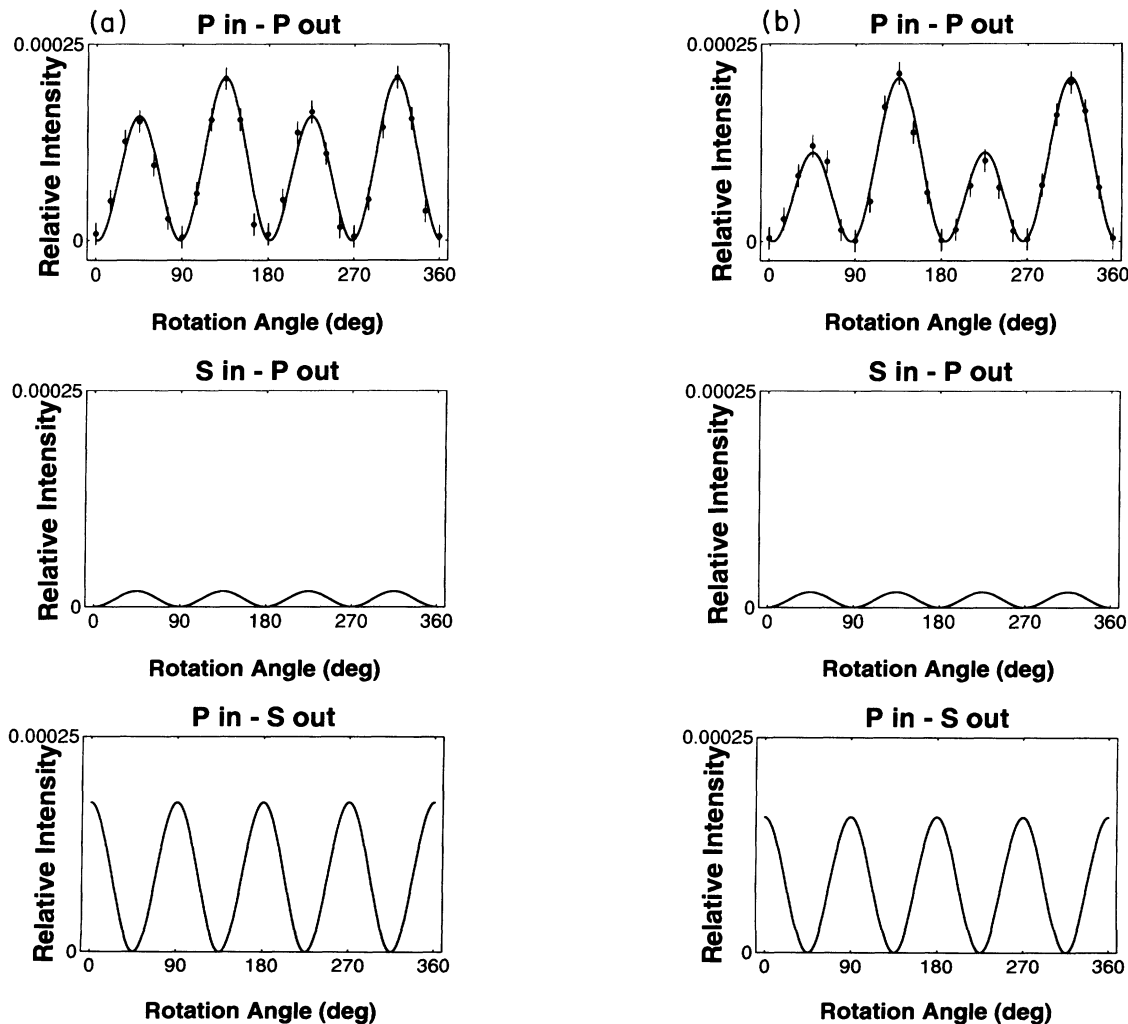 (a) P in - P out
0.00025
Relative Intensity
0
0 90 180 270 360
Rotation Angle (deg)
S in - P out
0.00025
Relative Intensity
0
0 90 180 270 360
Rotation Angle (deg)
P in - S out
0.00025
Relative Intensity
0
0 90 180 270 360
Rotation Angle (deg)
(b) P in - P out
0.00025
Relative Intensity
0
0 90 180 270 360
Rotation Angle (deg)
S in - P out
0.00025
Relative Intensity
0
0 90 180 270 360
Rotation Angle (deg)
P in - S out
0.00025
Relative Intensity
0
0 90 180 270 360
Rotation Angle (deg)